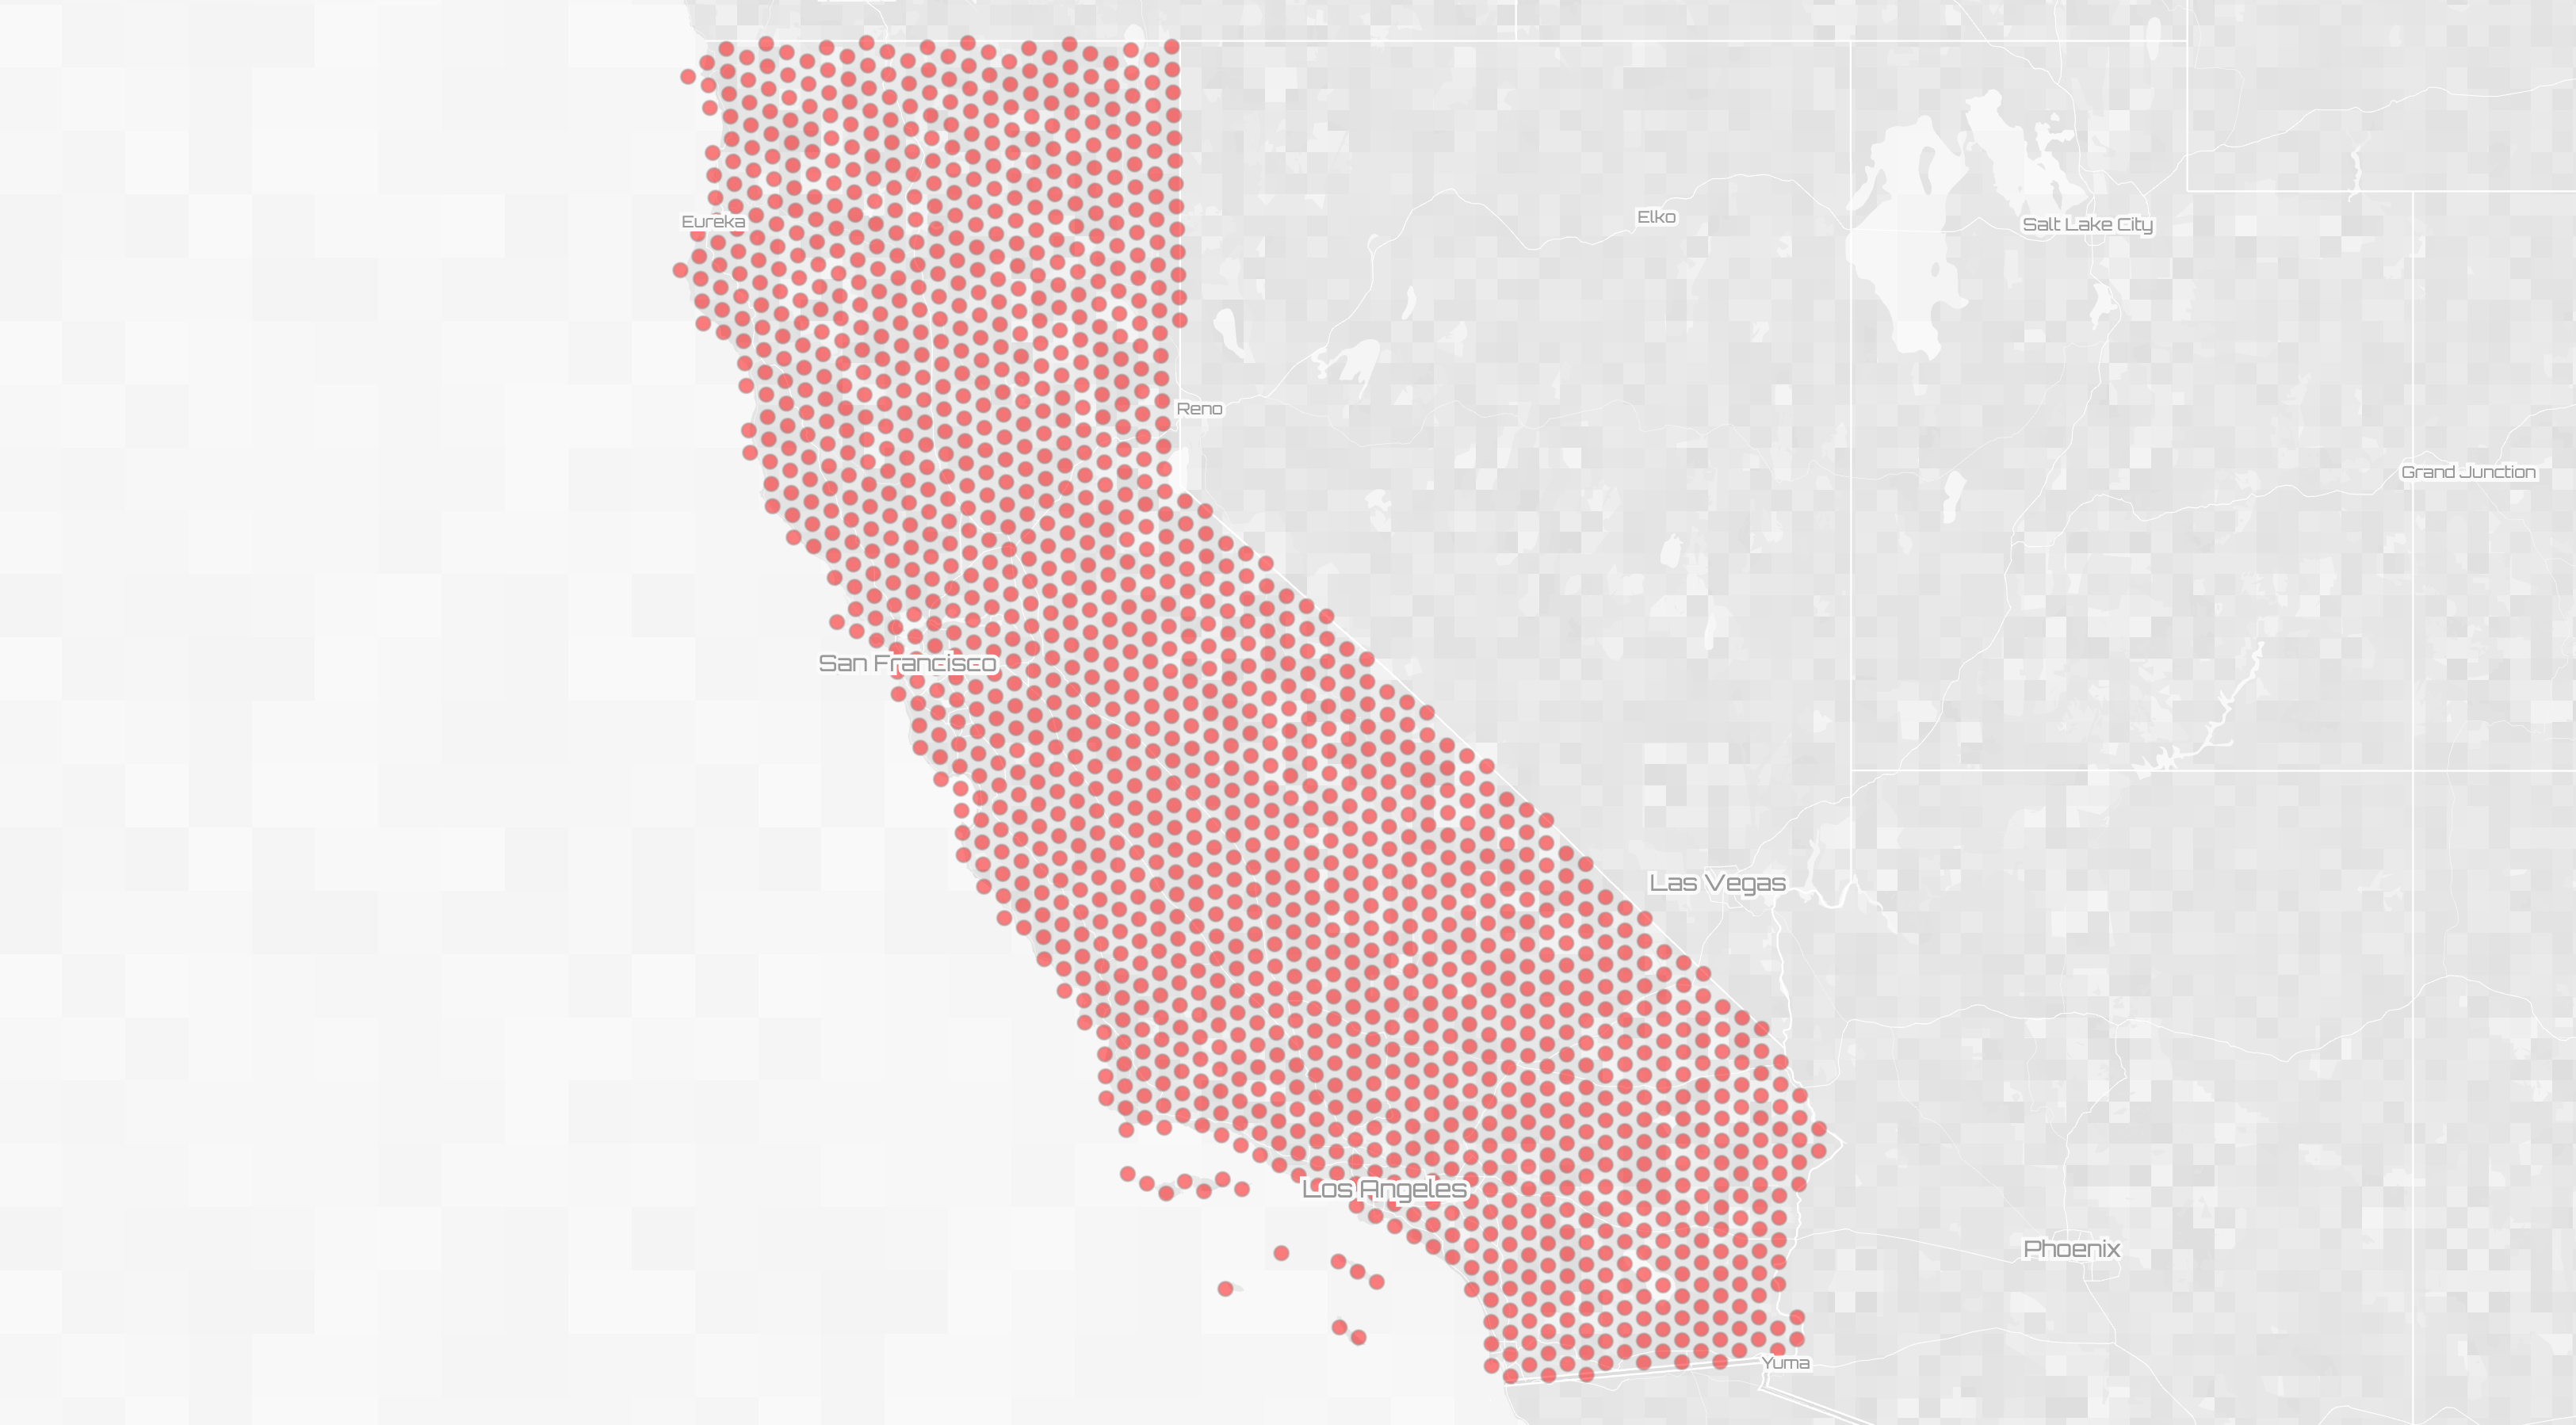 Eureka
Elko
Salt Lake City
Reno
Grand Junction
San Francisco
Las Vegas
Los Angeles
Phoenix
Yuma